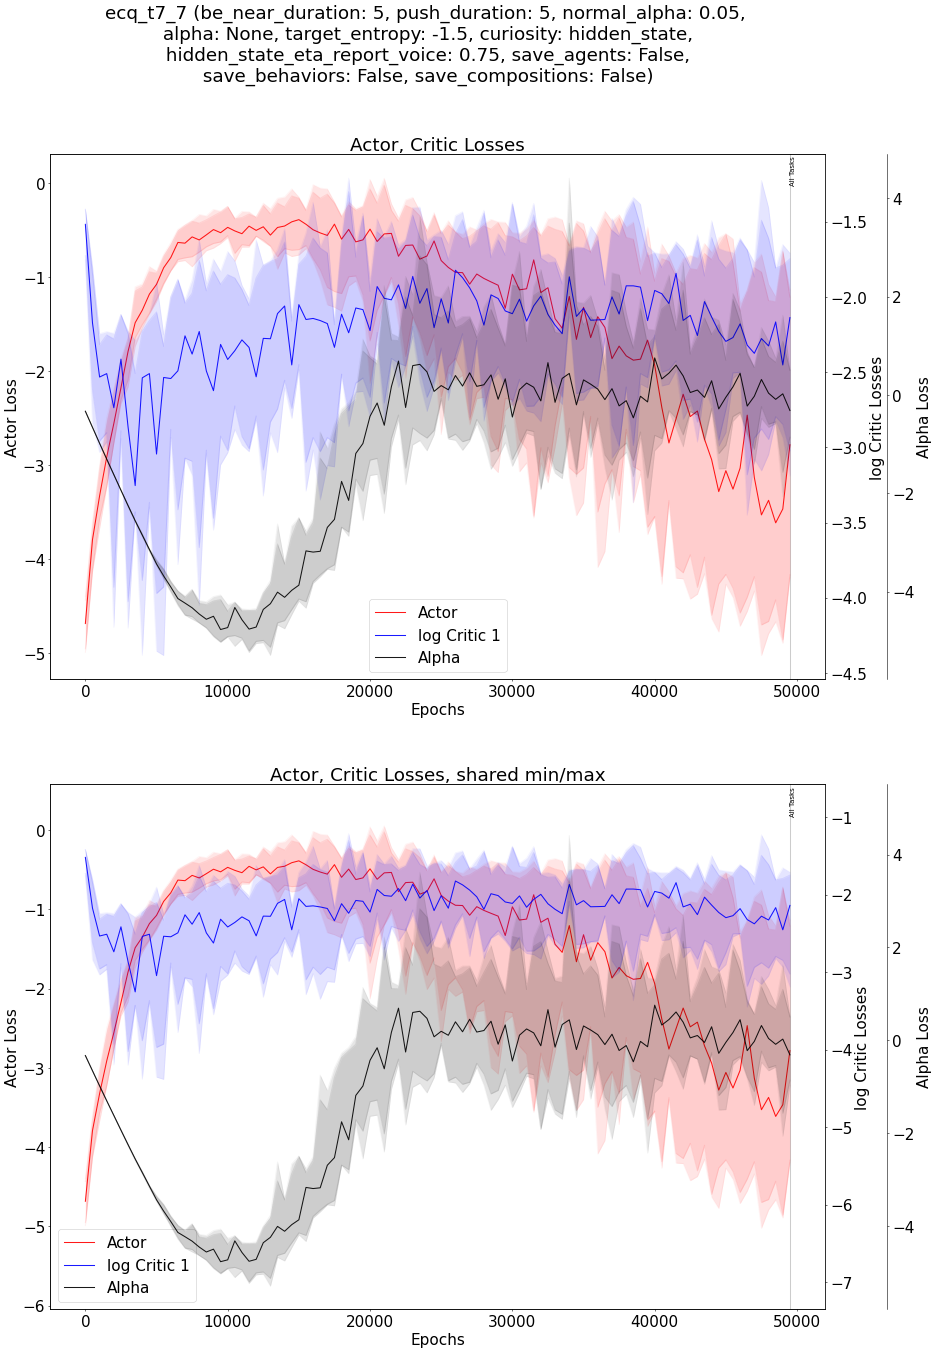 ecq_t7_7 (be_near_duration: 5, push_duration: 5, normal_alpha: 0.05,
alpha: None, target_entropy: -1.5, curiosity: hidden_state,
hidden_state_eta_report_voice: 0.75, save_agents: False,
save_behaviors: False, save_compositions: False)
Actor, Critic Losses
All Tasks
0
−1
−2
−3
−4
−5
Actor Loss
−1.5
−2.0
−2.5
−3.0
−3.5
−4.0
−4.5
log Critic Losses
4
2
0
−2
−4
Alpha Loss
Actor
log Critic 1
Alpha
0 10000 20000 30000 40000 50000
Epochs
Actor, Critic Losses, shared min/max
All Tasks
0
−1
−2
−3
−4
−5
−6
Actor Loss
−1
−2
−3
−4
−5
−6
−7
log Critic Losses
4
2
0
−2
−4
Alpha Loss
Actor
log Critic 1
Alpha
0 10000 20000 30000 40000 50000
Epochs